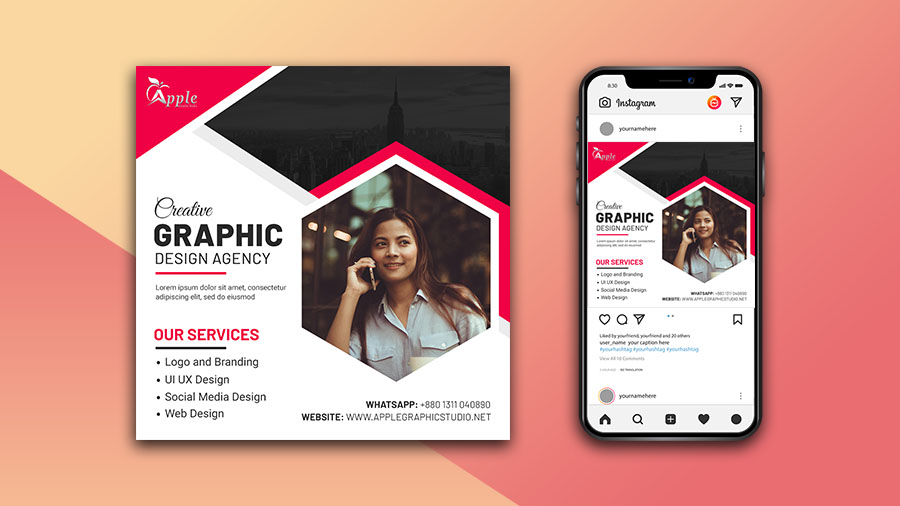 Apple
Creative
GRAPHIC
DESIGN AGENCY
Lorem ipsum dolor sit amet, consectetur
adipiscing elit, sed do eiusmod
OUR SERVICES
• Logo and Branding
• UI UX Design
• Social Media Design
• Web Design
WHATSAPP: +880 1311 040890
WEBSITE: WWW.APPLEGRAPHICSTUDIO.NET
8:30
Instagram
yournamehere
Apple
Creative
GRAPHIC
DESIGN AGENCY
Lorem ipsum dolor sit amet, consectetur
adipiscing elit, sed do eiusmod
OUR SERVICES
• Logo and Branding
• UI UX Design
• Social Media Design
• Web Design
WHATSAPP: +880 1311 040890
WEBSITE: WWW.APPLEGRAPHICSTUDIO.NET
Liked by yourfriend, yourfriend and 20 others
user_name your caption here
#yourhashtag #yourhashtag #yourhashtag
View All 10 Comments
SEE TRANSLATION
yournamehere